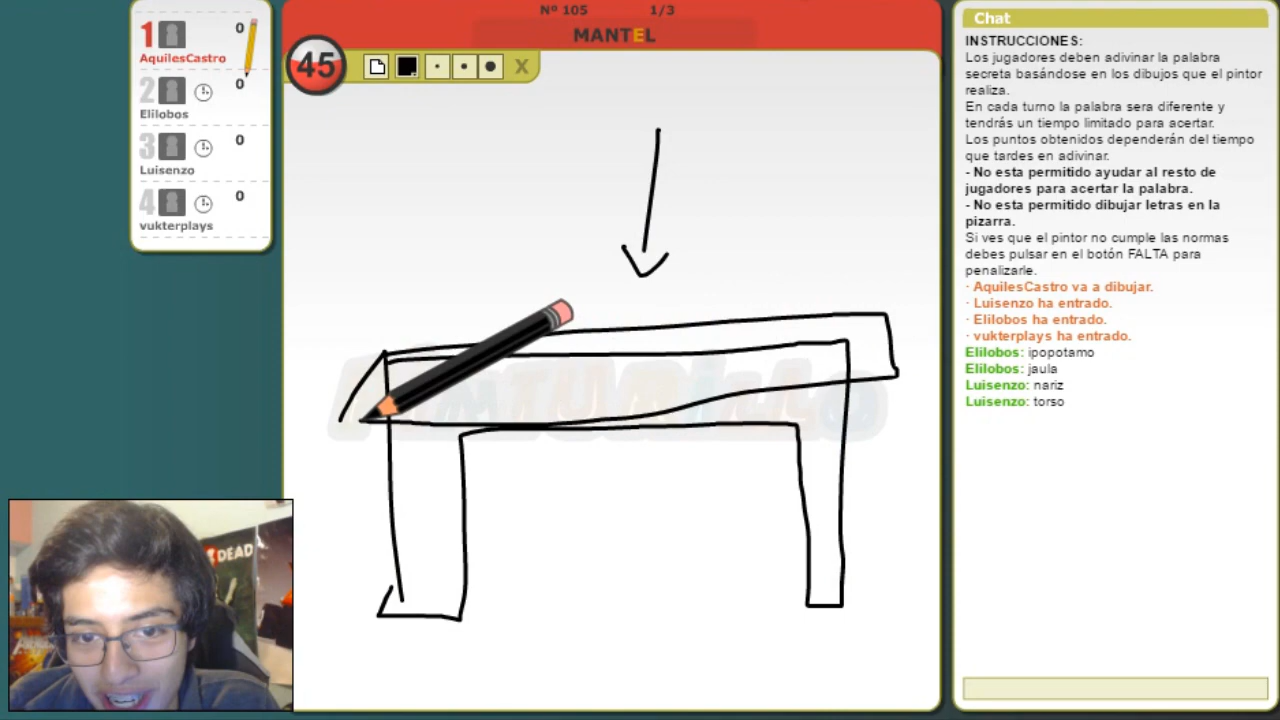 1
AquilesCastro
0
2
Elilobos
0
3
Luisenzo
0
4
vukterplays
0
Nº 105
1/3
MANTEL
45
X
Chat
INSTRUCCIONES:
Los jugadores deben adivinar la palabra
secreta basándose en los dibujos que el pintor
realiza.
En cada turno la palabra sera diferente y
tendrás un tiempo limitado para acertar.
Los puntos obtenidos dependerán del tiempo
que tardes en adivinar.
- No esta permitido ayudar al resto de
jugadores para acertar la palabra.
- No esta permitido dibujar letras en la
pizarra.
Si ves que el pintor no cumple las normas
debes pulsar en el botón FALTA para
penalizarle.
· AquilesCastro va a dibujar.
· Luisenzo ha entrado.
· Elilobos ha entrado.
· vukterplays ha entrado.
Elilobos: ipopotamo
Elilobos: jaula
Luisenzo: nariz
Luisenzo: torso
DEAD